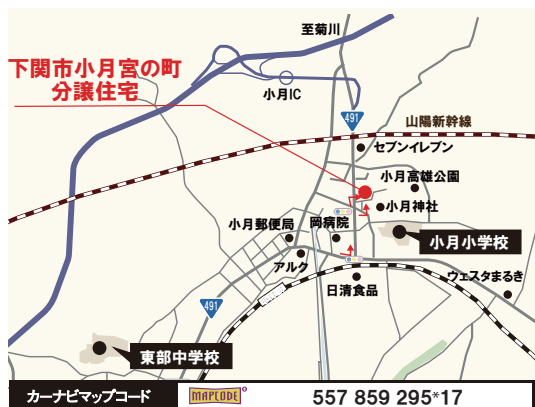 至菊川
下関市小月宮の町
分譲住宅
小月IC
491
山陽新幹線
セブンイレブン
小月高雄公園
小月神社
小月郵便局
岡病院
小月小学校
アルク
ウェスタまるき
日清食品
491
東部中学校
カーナビマップコード
MAPCODE
557 859 295*17